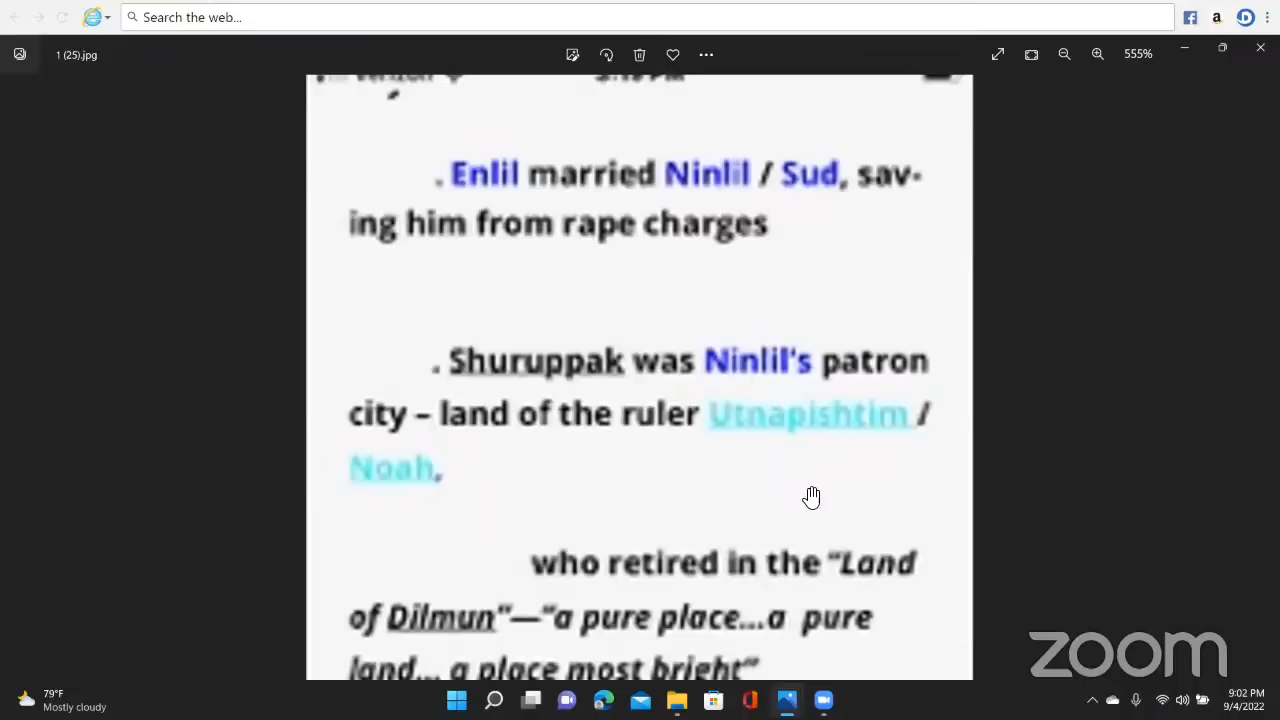 Search the web...
1 (25).jpg
555%
. Enlil married Ninlil / Sud, sav-
ing him from rape charges
. Shuruppak was Ninlil's patron
city – land of the ruler Utnapishtim /
Noah,
who retired in the “Land
of Dilmun”—“a pure place...a pure
land... a place most bright”
zoom
79°F
Mostly cloudy
9:02 PM
9/4/2022